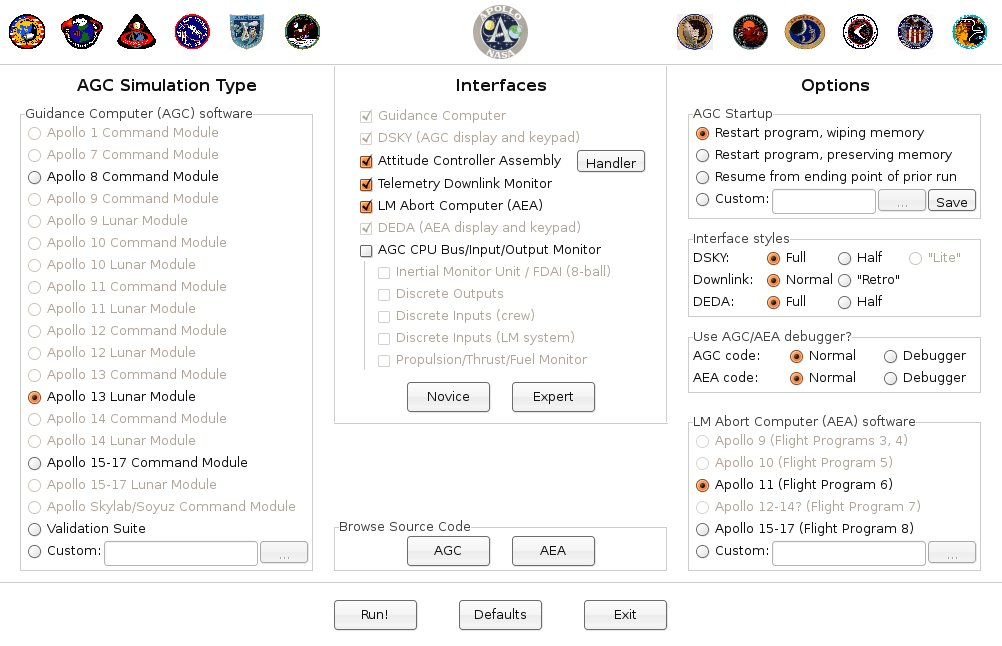 APOLLO
NASA
AGC Simulation Type
Guidance Computer (AGC) software
Apollo 1 Command Module
Apollo 7 Command Module
Apollo 8 Command Module
Apollo 9 Command Module
Apollo 9 Lunar Module
Apollo 10 Command Module
Apollo 10 Lunar Module
Apollo 11 Command Module
Apollo 11 Lunar Module
Apollo 12 Command Module
Apollo 12 Lunar Module
Apollo 13 Command Module
Apollo 13 Lunar Module
Apollo 14 Command Module
Apollo 14 Lunar Module
Apollo 15-17 Command Module
Apollo 15-17 Lunar Module
Apollo Skylab/Soyuz Command Module
Validation Suite
Custom:
...
Interfaces
Guidance Computer
DSKY (AGC display and keypad)
Attitude Controller Assembly
Handler
Telemetry Downlink Monitor
LM Abort Computer (AEA)
DEDA (AEA display and keypad)
AGC CPU Bus/Input/Output Monitor
Inertial Monitor Unit / FDAI (8-ball)
Discrete Outputs
Discrete Inputs (crew)
Discrete Inputs (LM system)
Propulsion/Thrust/Fuel Monitor
Novice
Expert
Browse Source Code
AGC
AEA
Options
AGC Startup
Restart program, wiping memory
Restart program, preserving memory
Resume from ending point of prior run
Custom:
...
Save
Interface styles
DSKY: Full Half "Lite"
Downlink: Normal "Retro"
DEDA: Full Half
Use AGC/AEA debugger?
AGC code: Normal Debugger
AEA code: Normal Debugger
LM Abort Computer (AEA) software
Apollo 9 (Flight Programs 3, 4)
Apollo 10 (Flight Program 5)
Apollo 11 (Flight Program 6)
Apollo 12-14? (Flight Program 7)
Apollo 15-17 (Flight Program 8)
Custom:
...
Run!
Defaults
Exit